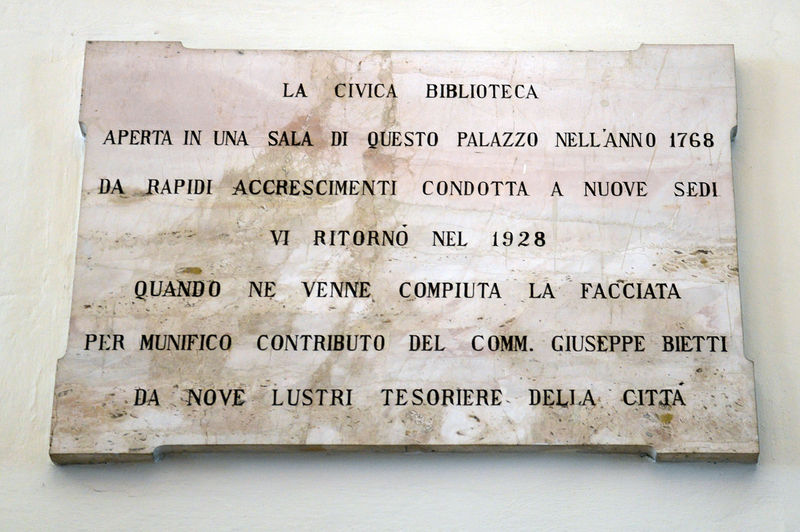 LA CIVICA BIBLIOTECA
APERTA IN UNA SALA DI QUESTO PALAZZO NELL'ANNO 1768
DA RAPIDI ACCRESCIMENTI CONDOTTA A NUOVE SEDI
VI RITORNÒ NEL 1928
QUANDO NE VENNE COMPIUTA LA FACCIATA
PER MUNIFICO CONTRIBUTO DEL COMM. GIUSEPPE BIETTI
DA NOVE LUSTRI TESORIERE DELLA CITTA